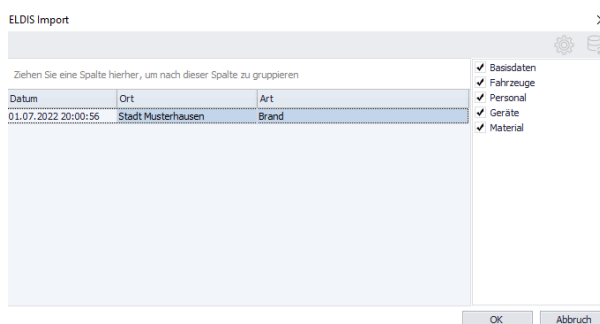 ELDIS Import
Ziehen Sie eine Spalte hierher, um nach dieser Spalte zu gruppieren
Datum Ort Art
01.07.2022 20:00:56 Stadt Musterhausen Brand
Basisdaten
Fahrzeuge
Personal
Geräte
Material
OK Abbruch